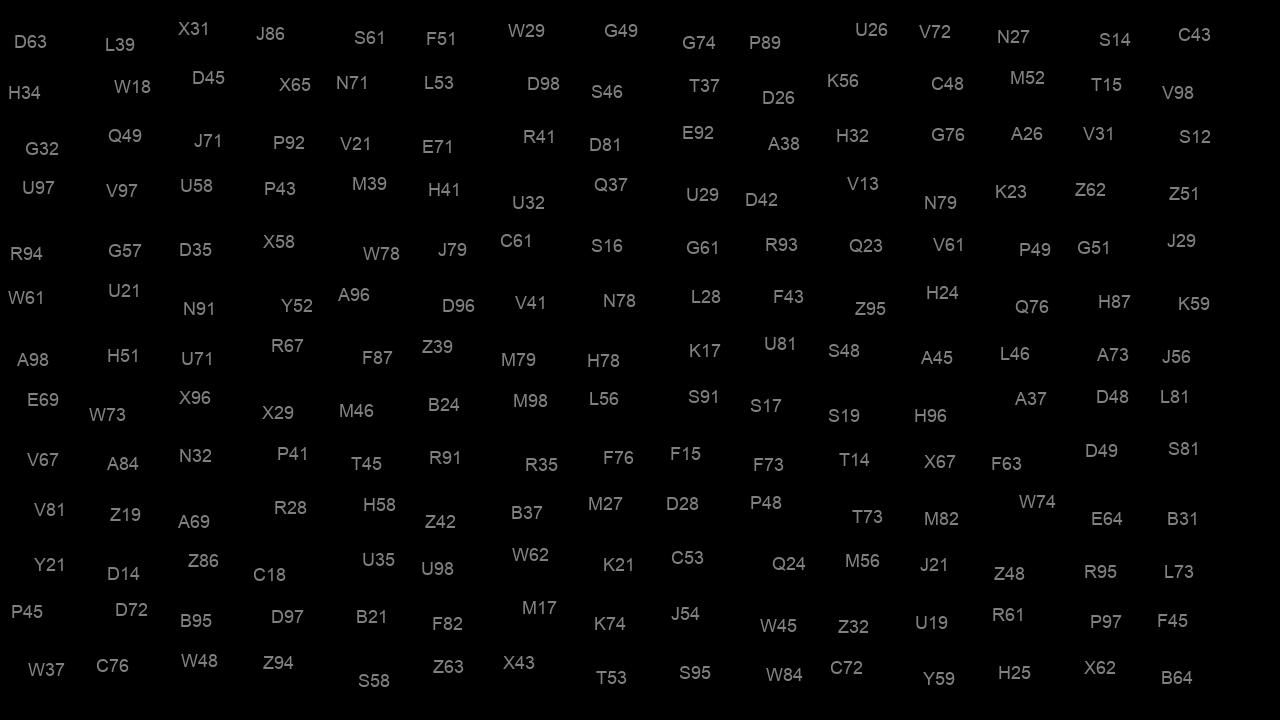 D63 L39 X31 J86 S61 F51 W29 G49 G74 P89 U26 V72 N27 S14 C43
H34 W18 D45 X65 N71 L53 D98 S46 T37 D26 K56 C48 M52 T15 V98
G32 Q49 J71 P92 V21 E71 R41 D81 E92 A38 H32 G76 A26 V31 S12
U97 V97 U58 P43 M39 H41 U32 Q37 U29 D42 V13 N79 K23 Z62 Z51
R94 G57 D35 X58 W78 J79 C61 S16 G61 R93 Q23 V61 P49 G51 J29
W61 U21 N91 Y52 A96 D96 V41 N78 L28 F43 Z95 H24 Q76 H87 K59
A98 H51 U71 R67 F87 Z39 M79 H78 K17 U81 S48 A45 L46 A73 J56
E69 W73 X96 X29 M46 B24 M98 L56 S91 S17 S19 H96 A37 D48 L81
V67 A84 N32 P41 T45 R91 R35 F76 F15 F73 T14 X67 F63 D49 S81
V81 Z19 A69 R28 H58 Z42 B37 M27 D28 P48 T73 M82 W74 E64 B31
Y21 D14 Z86 C18 U35 U98 W62 K21 C53 Q24 M56 J21 Z48 R95 L73
P45 D72 B95 D97 B21 F82 M17 K74 J54 W45 Z32 U19 R61 P97 F45
W37 C76 W48 Z94 S58 Z63 X43 T53 S95 W84 C72 Y59 H25 X62 B64